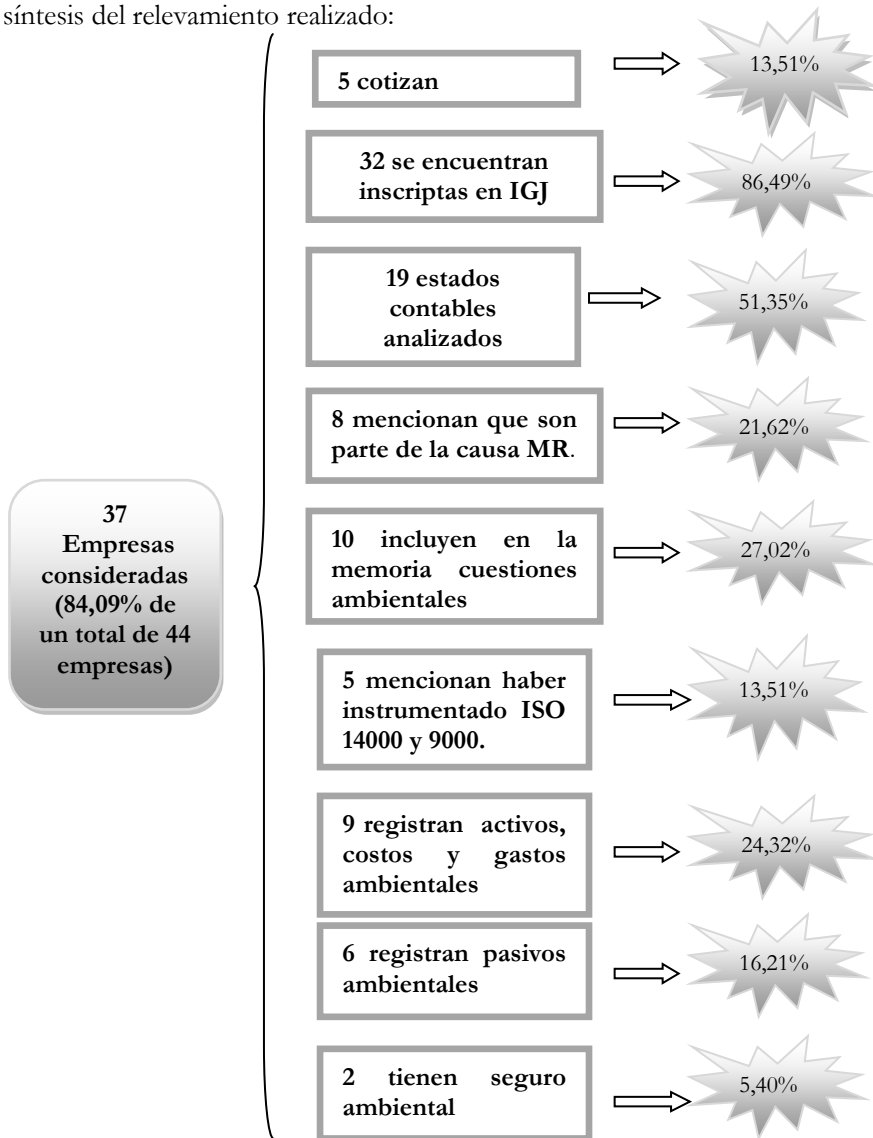 síntesis del relevamiento realizado:
5 cotizan
13,51%
32 se encuentran
inscriptas en IGJ
86,49%
19 estados
contables
analizados
51,35%
8 mencionan que son
parte de la causa MR.
21,62%
37
Empresas
consideradas
(84,09% de
un total de 44
empresas)
10 incluyen en la
memoria cuestiones
ambientales
27,02%
5 mencionan haber
instrumentado ISO
14000 y 9000.
13,51%
9 registran activos,
costos y gastos
ambientales
24,32%
6 registran pasivos
ambientales
16,21%
2 tienen seguro
ambiental
5,40%